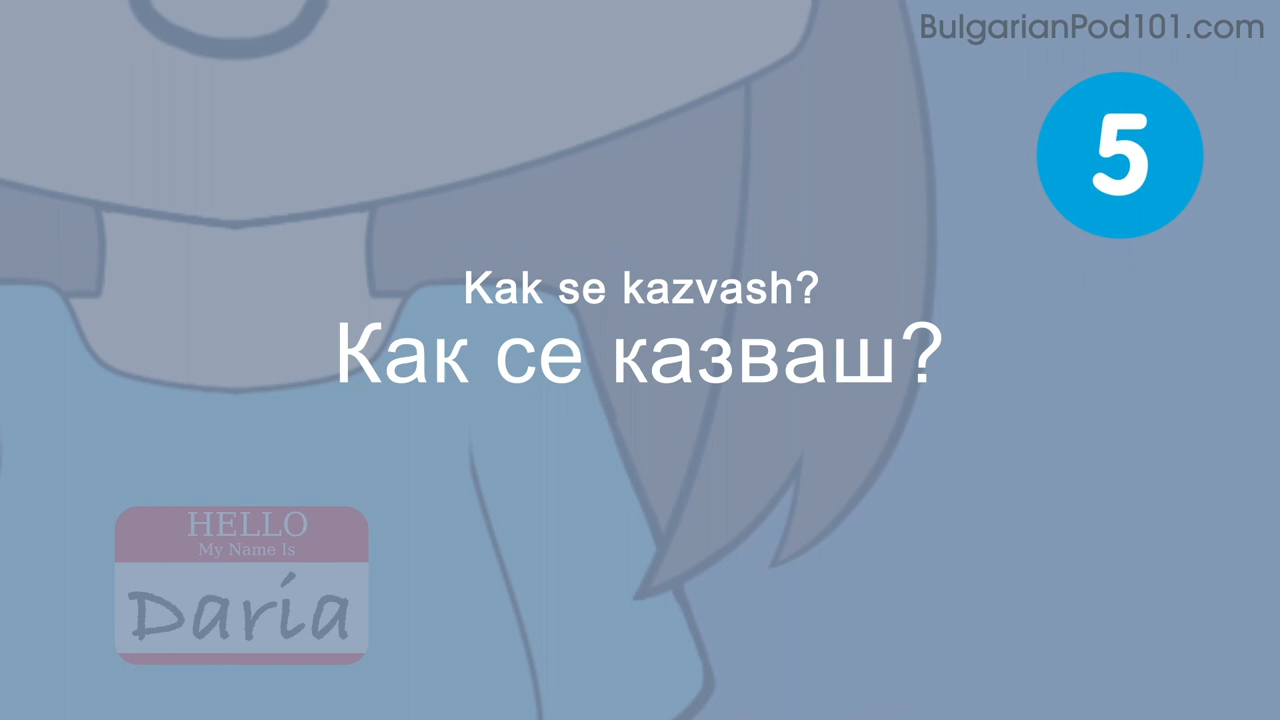 BulgarianPod101.com
5
Kak se kazvash?
Как се казваш?
HELLO
My Name Is
Daria